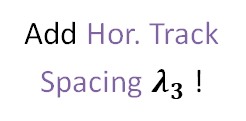 Add Hor. Track
Spacing λ₃ !